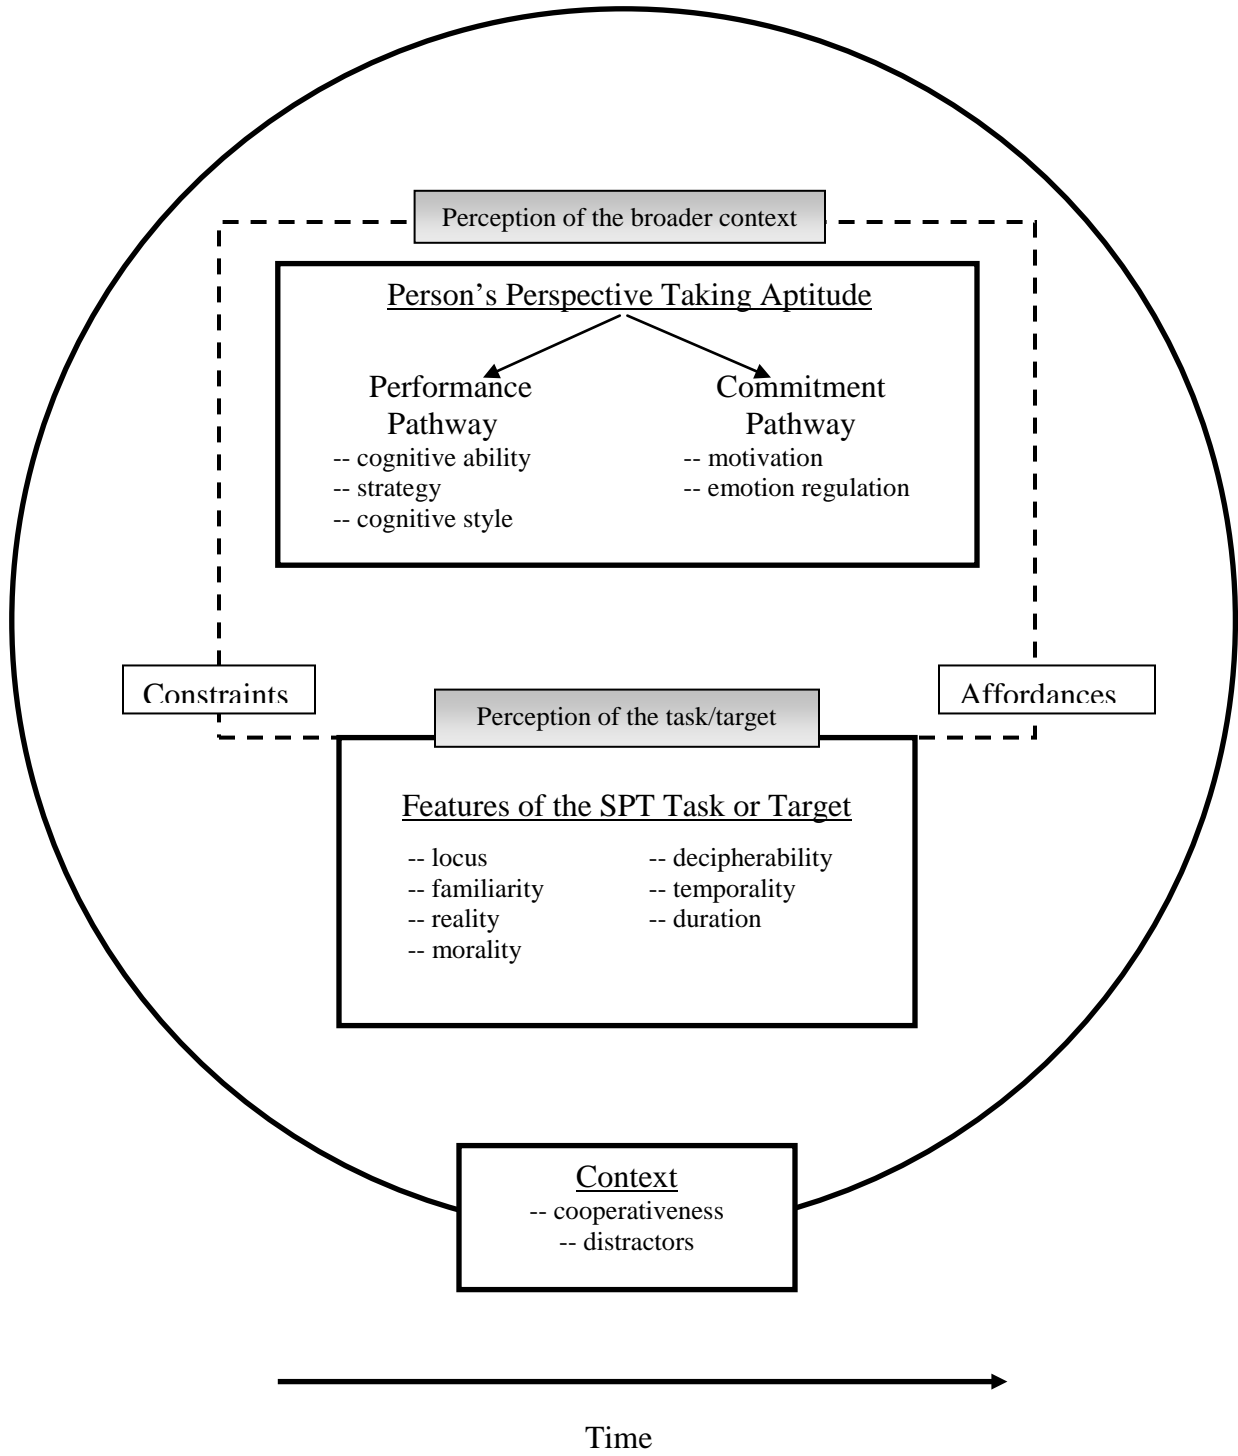 Perception of the broader context
Person’s Perspective Taking Aptitude
Performance
Pathway
-- cognitive ability
-- strategy
-- cognitive style
Commitment
Pathway
-- motivation
-- emotion regulation
Constraints
Affordances
Perception of the task/target
Features of the SPT Task or Target
-- locus
-- familiarity
-- reality
-- morality
-- decipherability
-- temporality
-- duration
Context
-- cooperativeness
-- distractors
Time